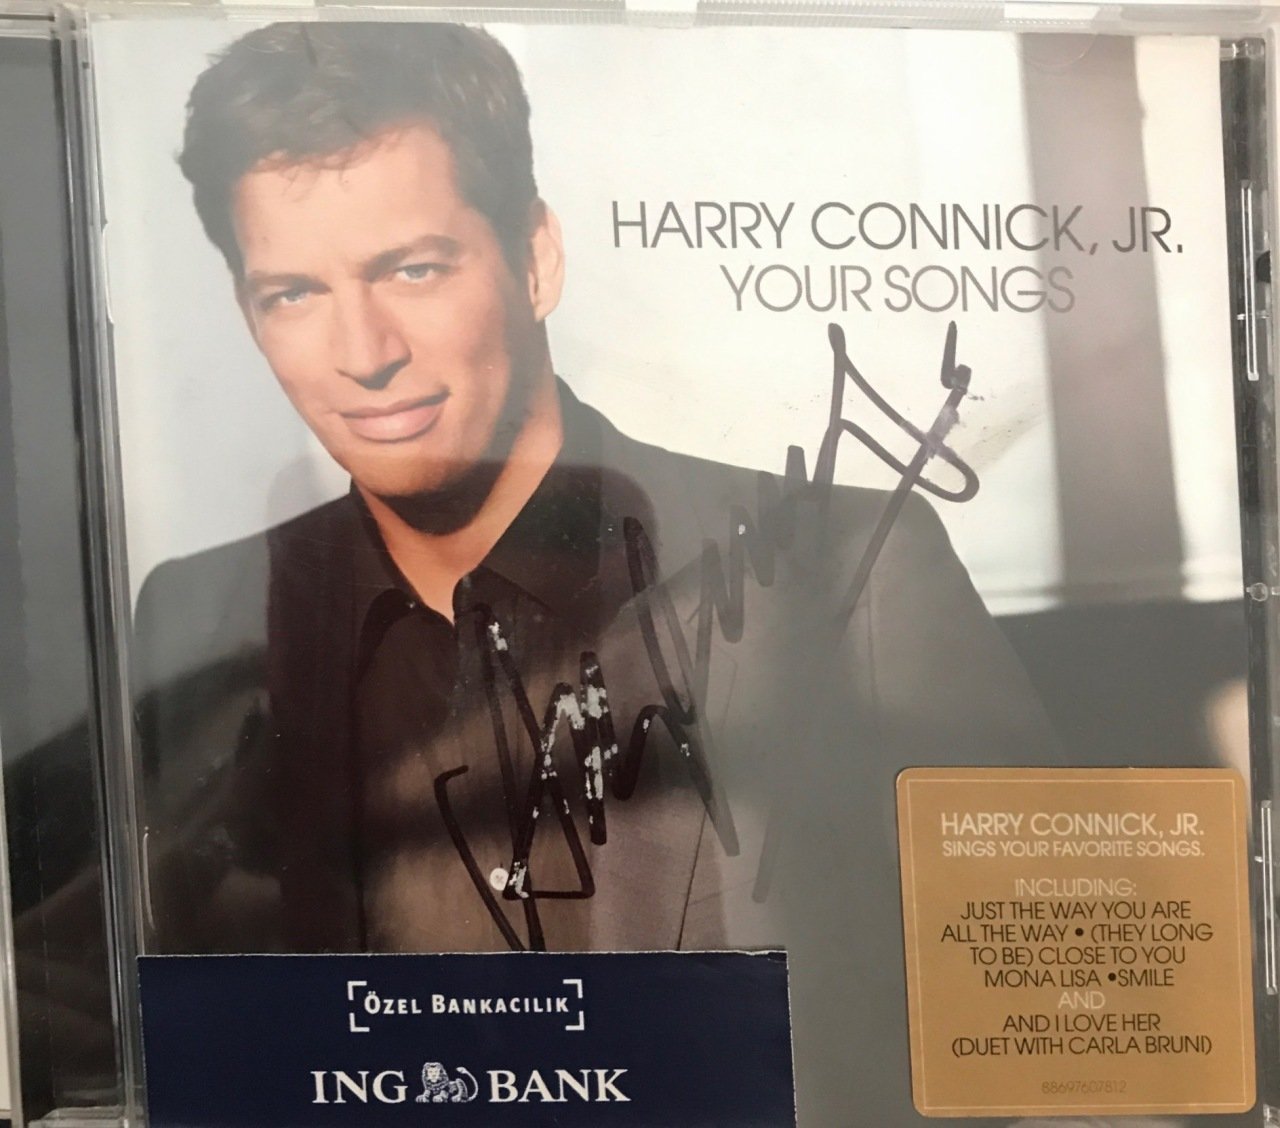 HARRY CONNICK, JR.
YOUR SONGS
HARRY CONNICK, JR.
SINGS YOUR FAVORITE SONGS.
INCLUDING:
JUST THE WAY YOU ARE
ALL THE WAY • (THEY LONG
TO BE) CLOSE TO YOU
MONA LISA • SMILE
AND
AND I LOVE HER
(DUET WITH CARLA BRUNI)
88697607812
ÖZEL BANKACILIK
ING BANK